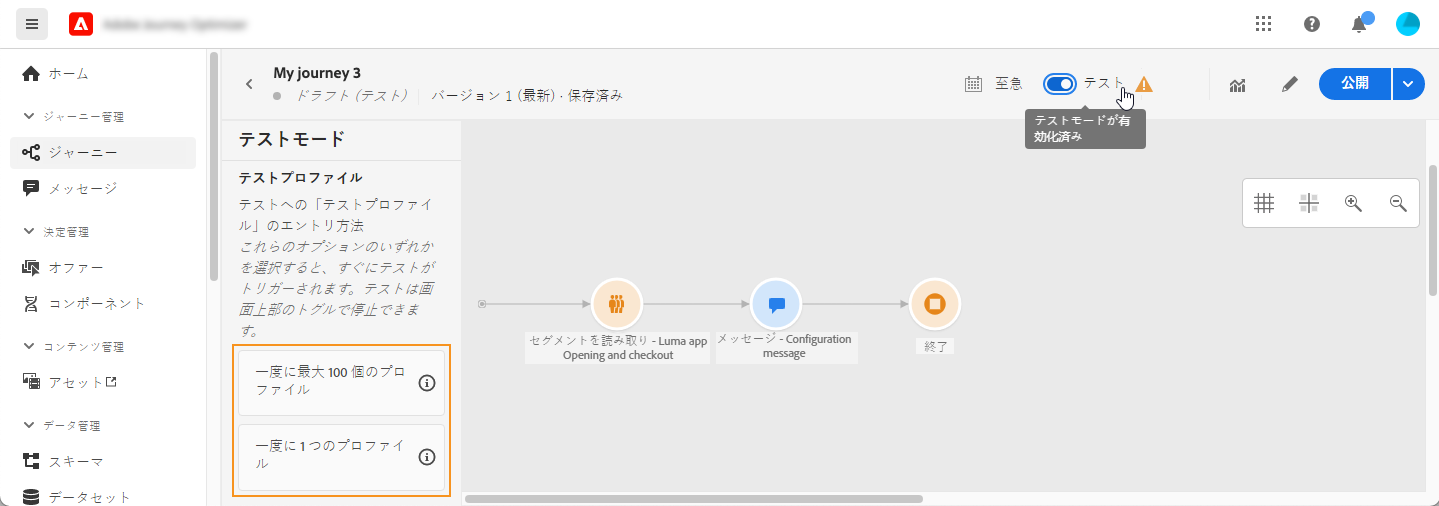 ホーム
ジャーニー管理
ジャーニー
メッセージ
決定管理
オファー
コンポーネント
コンテンツ管理
アセット
データ管理
スキーマ
データセット
My journey 3
ドラフト (テスト)
バージョン 1 (最新) · 保存済み
至急
テスト
公開
テストモードが有
効化済み
テストモード
テストプロファイル
テストへの「テストプロファイ
ル」のエントリ方法
これらのオプションのいずれか
を選択すると、すぐにテストが
トリガーされます。テストは画
面上部のトグルで停止できま
す。
一度に最大 100 個のプロ
ファイル
一度に 1 つのプロファイ
ル
セグメントを読み取り - Luma app
Opening and checkout
メッセージ - Configuration
message
終了